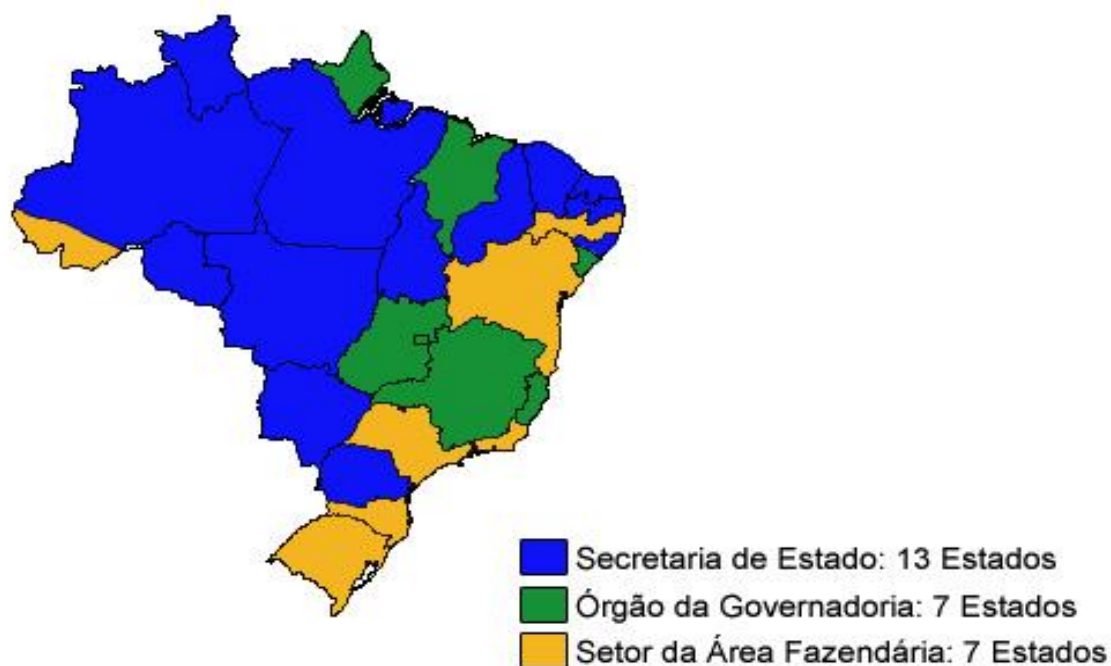 Secretaria de Estado: 13 Estados
Órgão da Governadoria: 7 Estados
Setor da Área Fazendária: 7 Estados